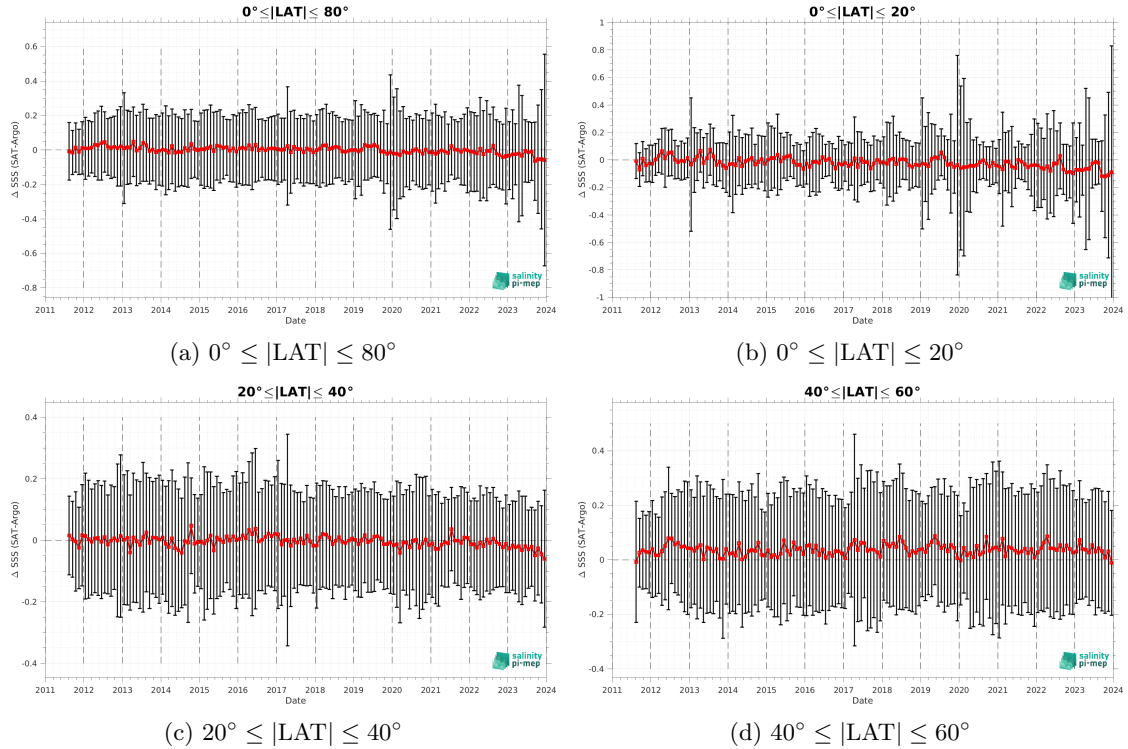 0°≤|LAT|≤ 80°
Δ SSS (SAT-Argo)
0.6
0.4
0.2
0
-0.2
-0.4
-0.6
-0.8
2011 2012 2013 2014 2015 2016 2017 2018 2019 2020 2021 2022 2023 2024
Date
salinity
pi-mep
(a) 0° ≤ |LAT| ≤ 80°
0°≤|LAT|≤ 20°
Δ SSS (SAT-Argo)
1
0.8
0.6
0.4
0.2
0
-0.2
-0.4
-0.6
-0.8
-1
2011 2012 2013 2014 2015 2016 2017 2018 2019 2020 2021 2022 2023 2024
Date
salinity
pi-mep
(b) 0° ≤ |LAT| ≤ 20°
20°≤|LAT|≤ 40°
Δ SSS (SAT-Argo)
0.4
0.2
0
-0.2
-0.4
2011 2012 2013 2014 2015 2016 2017 2018 2019 2020 2021 2022 2023 2024
Date
salinity
pi-mep
(c) 20° ≤ |LAT| ≤ 40°
40°≤|LAT|≤ 60°
Δ SSS (SAT-Argo)
0.4
0.2
0
-0.2
-0.4
2011 2012 2013 2014 2015 2016 2017 2018 2019 2020 2021 2022 2023 2024
Date
salinity
pi-mep
(d) 40° ≤ |LAT| ≤ 60°